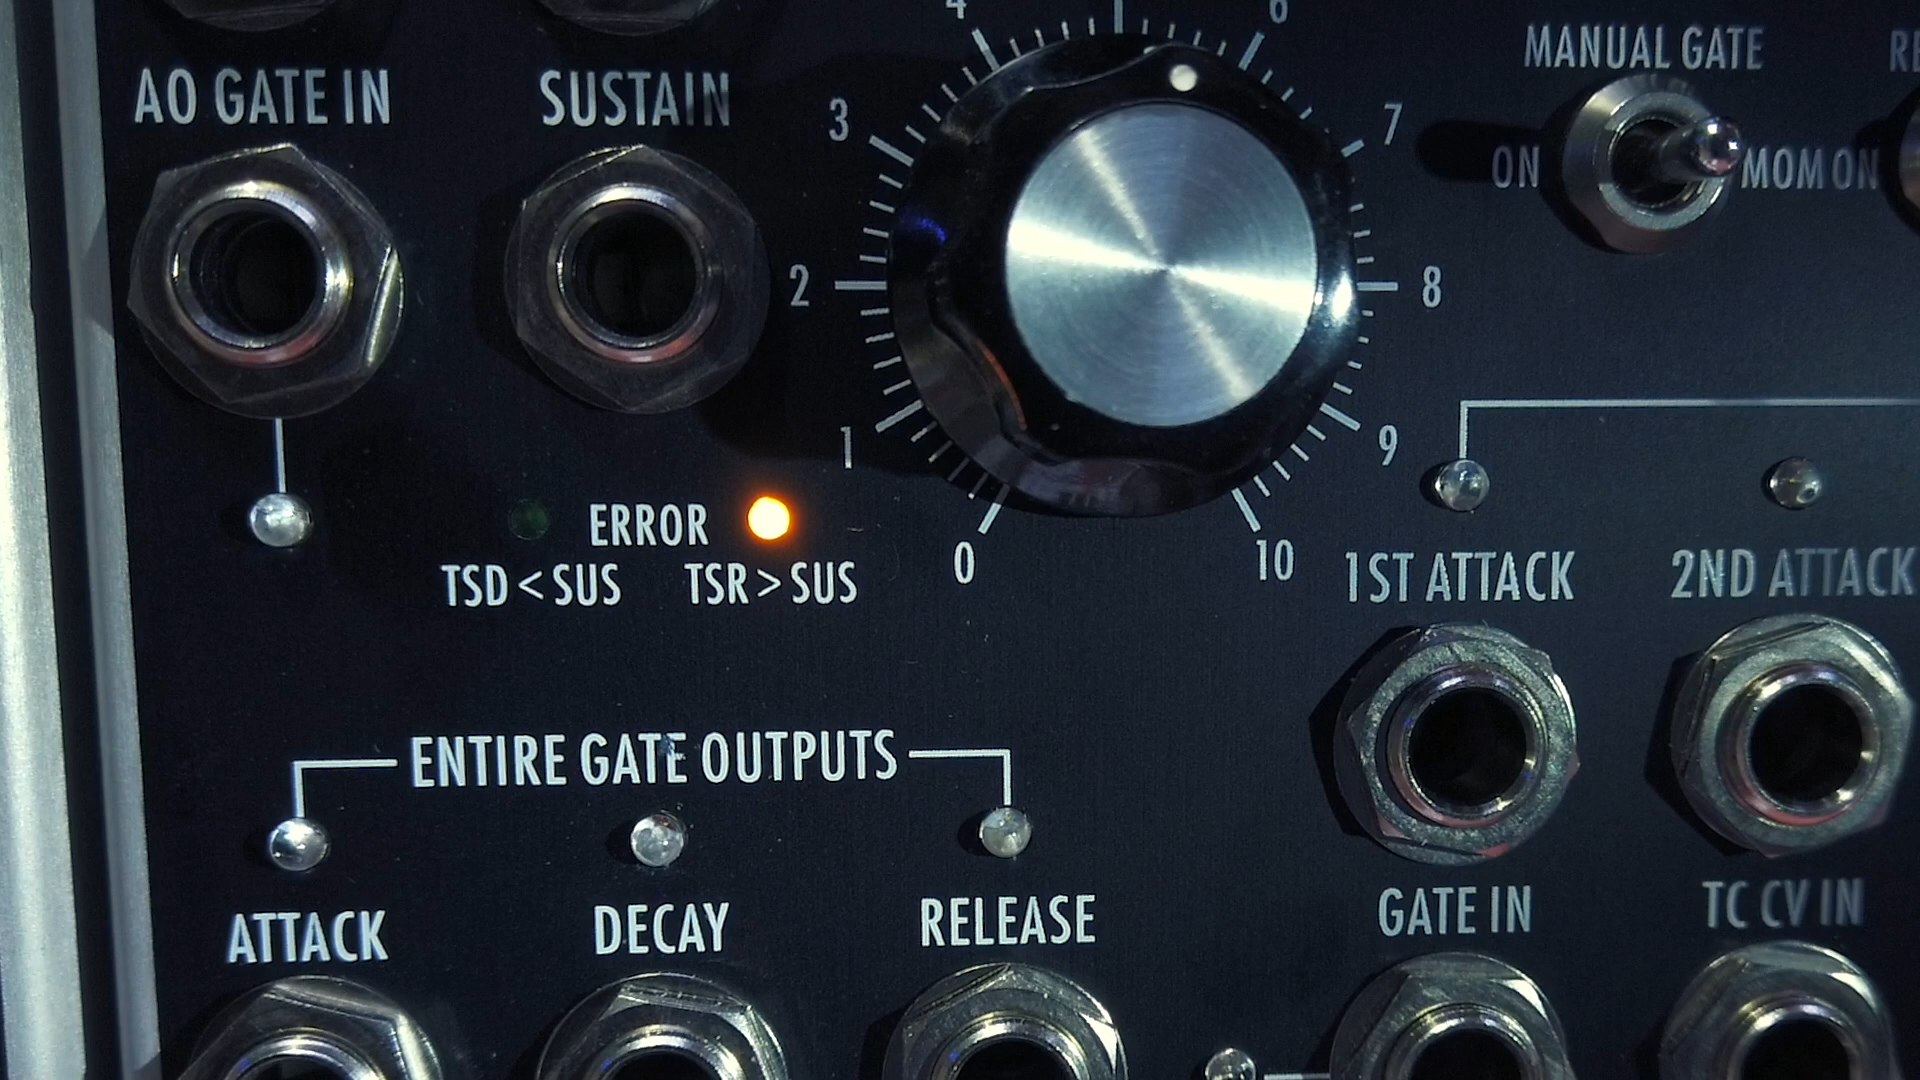 4
6
MANUAL GATE
AO GATE IN
SUSTAIN
3
7
ON
MOM ON
2
8
1
9
ERROR
TSD < SUS
TSR > SUS
0
10
1ST ATTACK
2ND ATTACK
ENTIRE GATE OUTPUTS
ATTACK
DECAY
RELEASE
GATE IN
TC CV IN